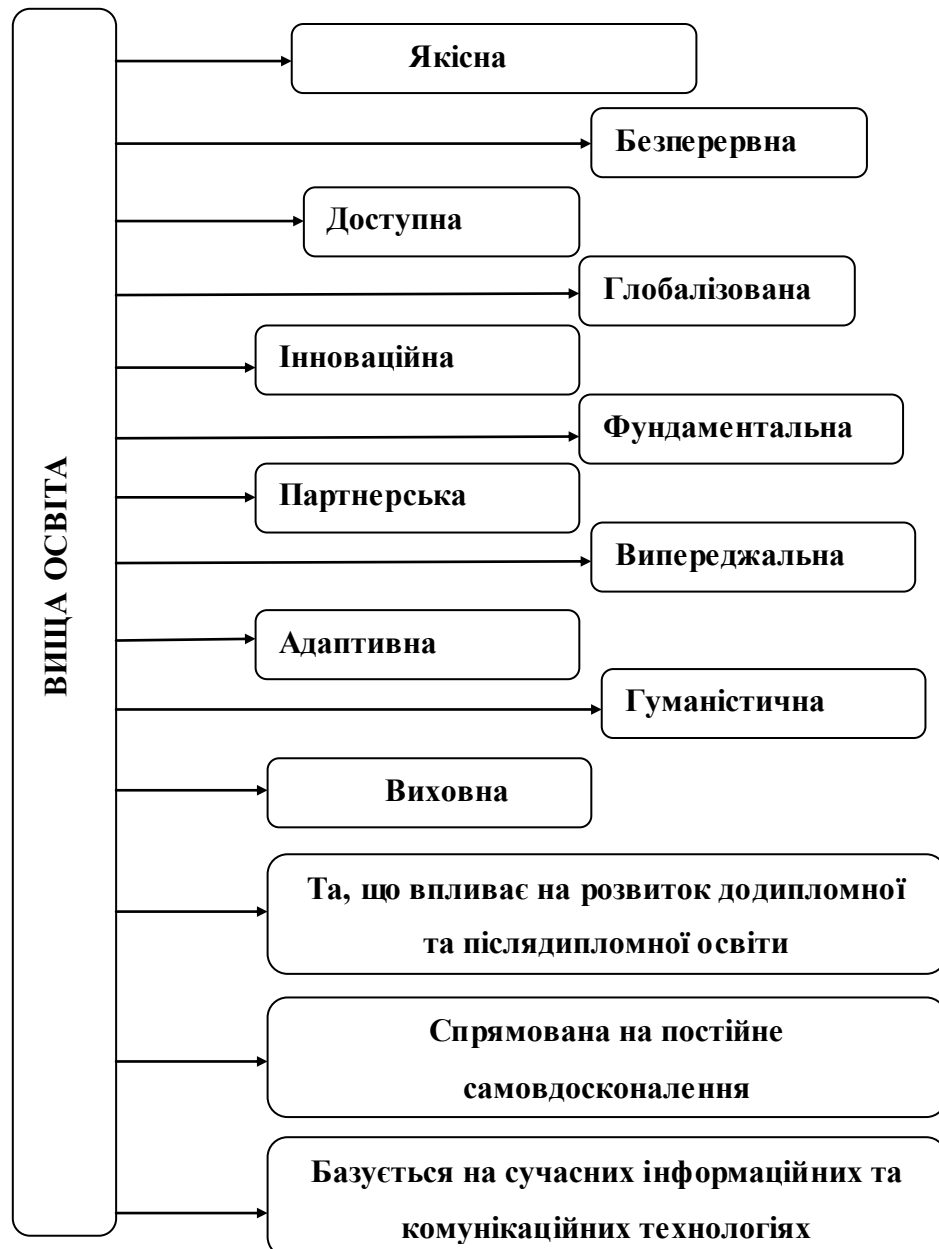 ВИЩА ОСВІТА
Якісна
Безперервна
Доступна
Глобалізована
Інноваційна
Фундаментальна
Партнерська
Випереджальна
Адаптивна
Гуманістична
Виховна
Та, що впливає на розвиток додипломної
та післядипломної освіти
Спрямована на постійне
самовдосконалення
Базується на сучасних інформаційних та
комунікаційних технологіях